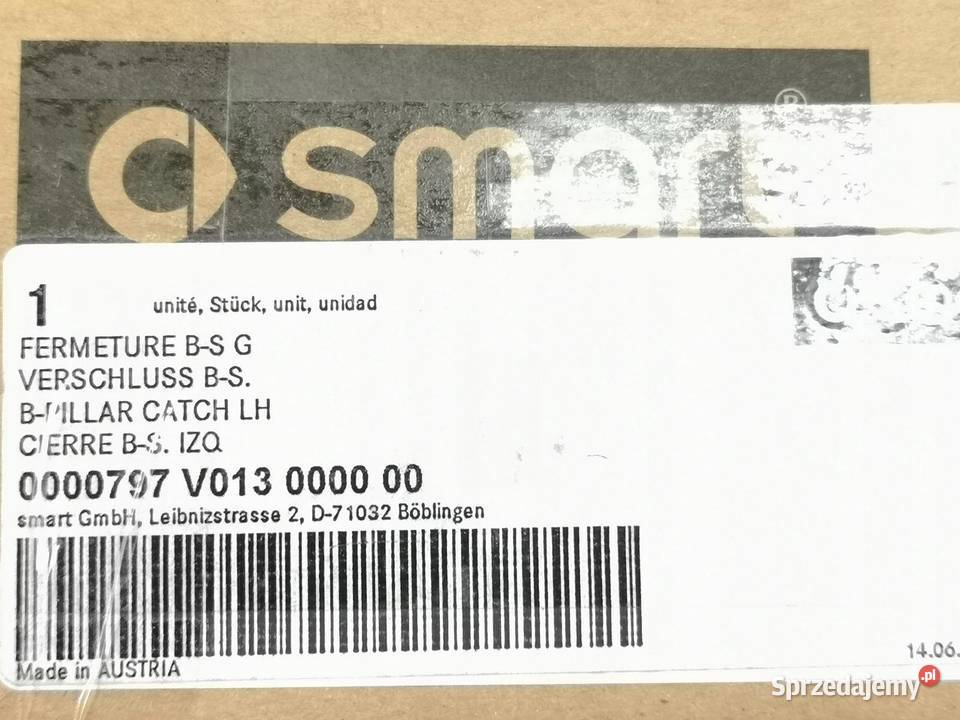 smart®
1 unité, Stück, unit, unidad
FERMETURE B-S G
VERSCHLUSS B-S.
B-PILLAR CATCH LH
CIERRE B-S. IZQ
0000797 V013 0000 00
smart GmbH, Leibnizstrasse 2, D-71032 Böblingen
Made in AUSTRIA
14.06.
Sprzedajemy.pl